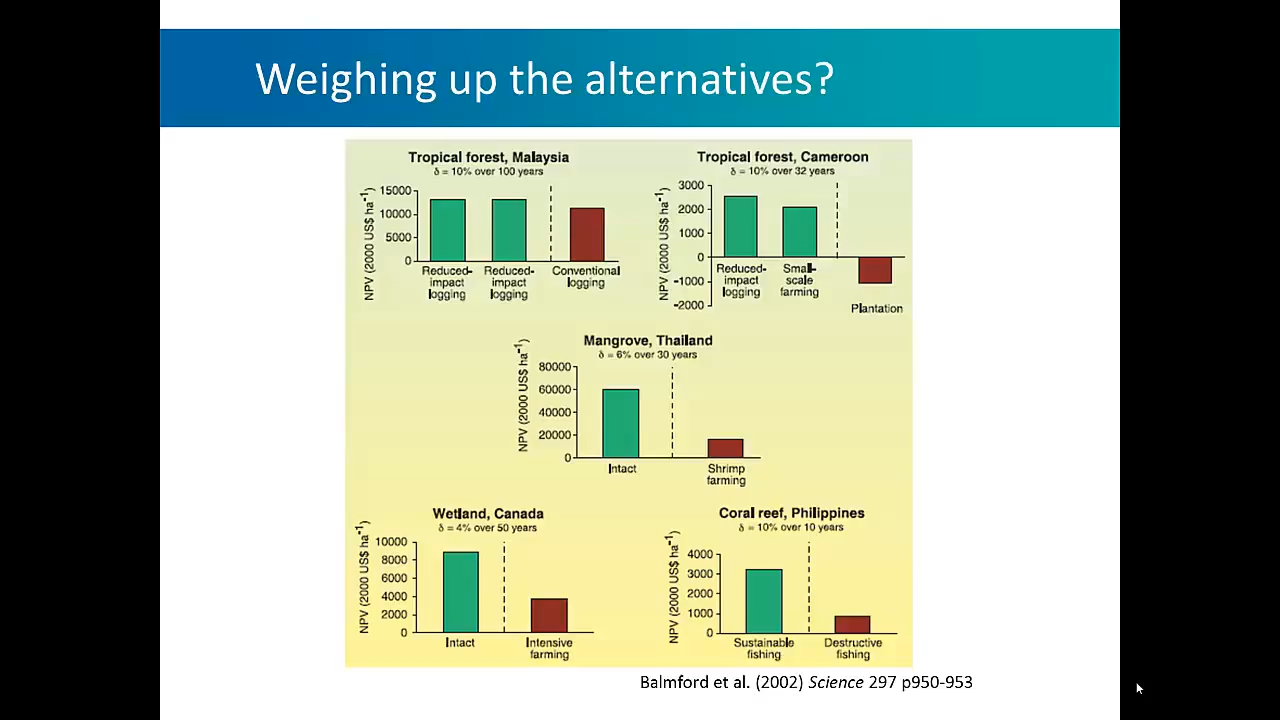 Weighing up the alternatives?
Tropical forest, Malaysia
δ = 10% over 100 years
NPV (2000 US$ ha⁻¹)
15000
10000
5000
0
Reduced-
impact
logging
Reduced-
impact
logging
Conventional
logging
Tropical forest, Cameroon
δ = 10% over 32 years
NPV (2000 US$ ha⁻¹)
3000
2000
1000
0
−1000
−2000
Reduced-
impact
logging
Small-
scale
farming
Plantation
Mangrove, Thailand
δ = 6% over 30 years
NPV (2000 US$ ha⁻¹)
80000
60000
40000
20000
0
Intact
Shrimp
farming
Wetland, Canada
δ = 4% over 50 years
NPV (2000 US$ ha⁻¹)
10000
8000
6000
4000
2000
0
Intact
Intensive
farming
Coral reef, Philippines
δ = 10% over 10 years
NPV (2000 US$ ha⁻¹)
4000
3000
2000
1000
0
Sustainable
fishing
Destructive
fishing
Balmford et al. (2002) Science 297 p950-953